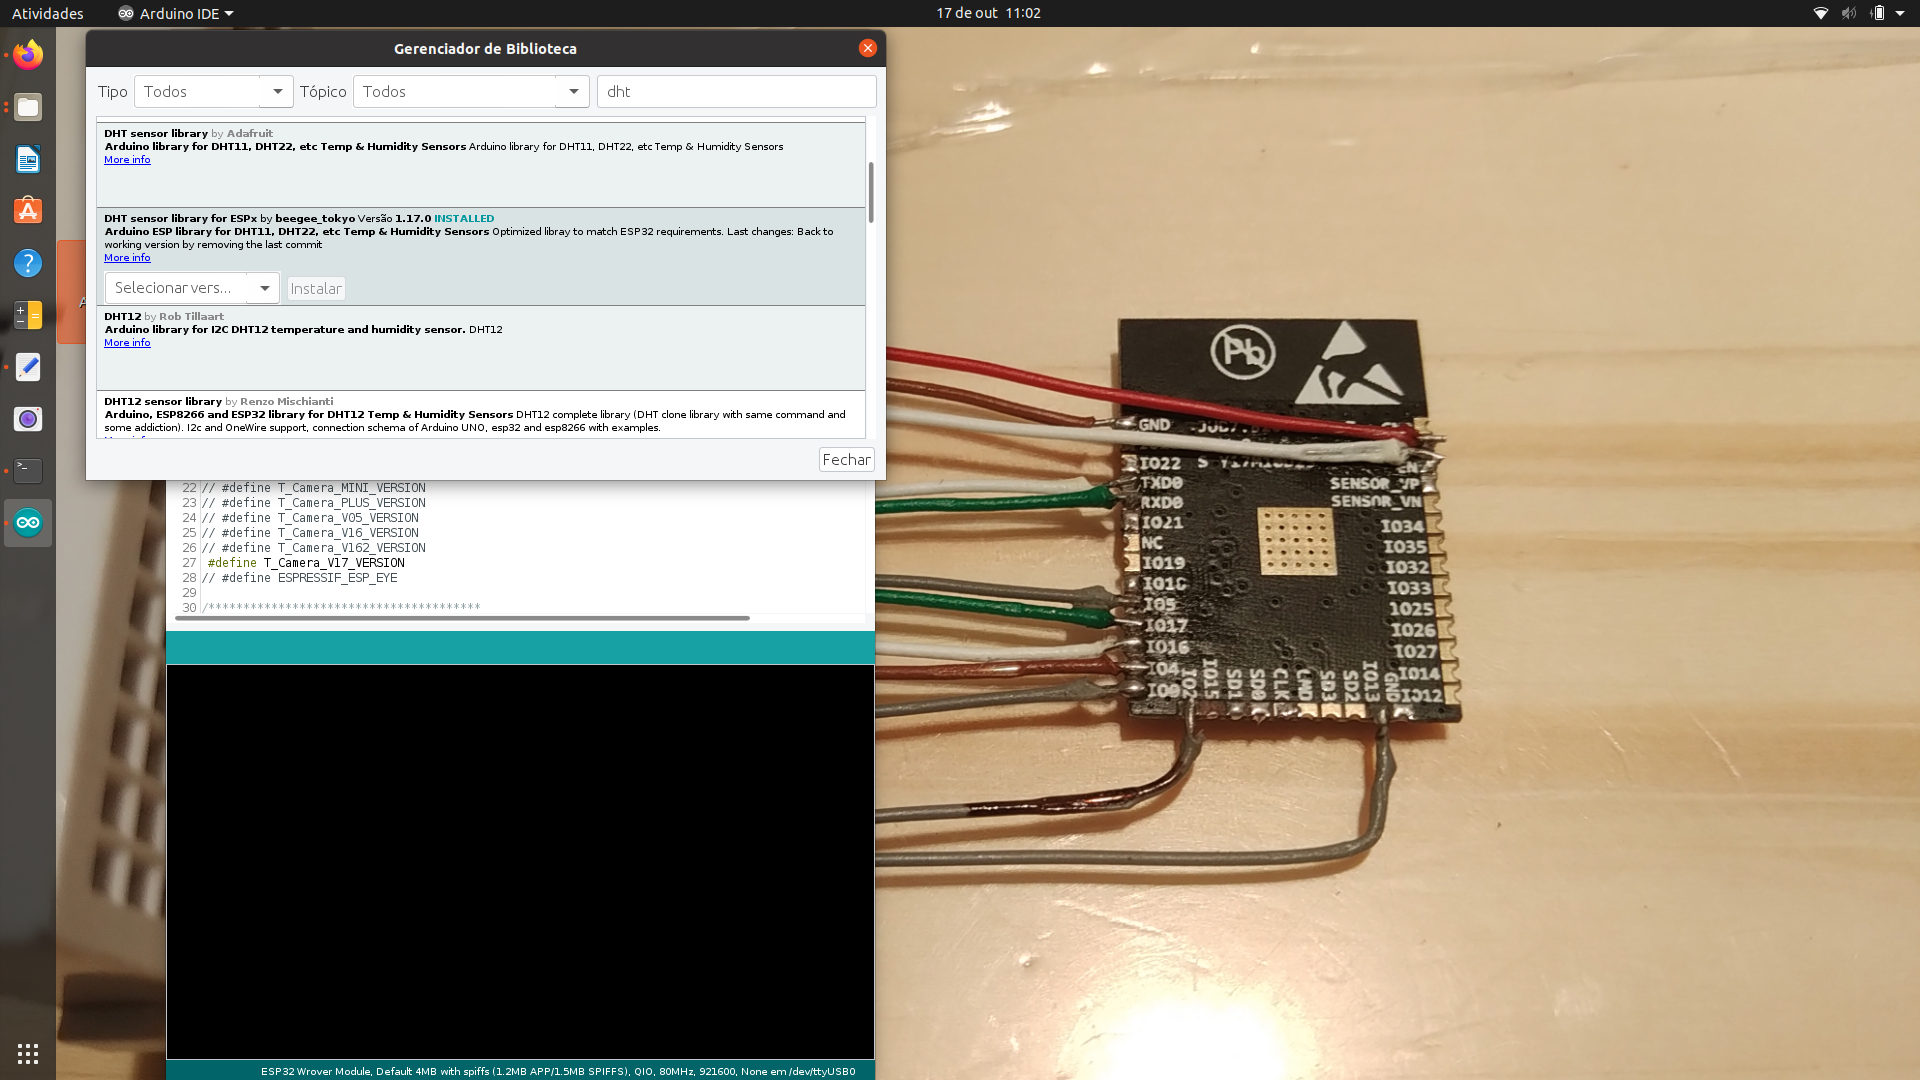 Atividades
Arduino IDE
17 de out 11:02
Gerenciador de Biblioteca
Tipo Todos Tópico Todos dht
DHT sensor library by Adafruit
Arduino library for DHT11, DHT22, etc Temp & Humidity Sensors Arduino library for DHT11, DHT22, etc Temp & Humidity Sensors
More info
DHT sensor library for ESPx by beegee_tokyo Versão 1.17.0 INSTALLED
Arduino ESP library for DHT11, DHT22, etc Temp & Humidity Sensors Optimized libray to match ESP32 requirements. Last changes: Back to
working version by removing the last commit
More info
Selecionar vers... Instalar
DHT12 by Rob Tillaart
Arduino library for I2C DHT12 temperature and humidity sensor. DHT12
More info
DHT12 sensor library by Renzo Mischianti
Arduino, ESP8266 and ESP32 library for DHT12 Temp & Humidity Sensors DHT12 complete library (DHT clone library with same command and
some addiction). I2c and OneWire support, connection schema of Arduino UNO, esp32 and esp8266 with examples.
Fechar
22 // #define T_Camera_MINI_VERSION
23 // #define T_Camera_PLUS_VERSION
24 // #define T_Camera_V05_VERSION
25 // #define T_Camera_V16_VERSION
26 // #define T_Camera_V162_VERSION
27 #define T_Camera_V17_VERSION
28 // #define ESPRESSIF_ESP_EYE
29
30 /****************************************
ESP32 Wrover Module, Default 4MB with spiffs (1.2MB APP/1.5MB SPIFFS), QIO, 80MHz, 921600, None em /dev/ttyUSB0
Pb
GND
IO22
TXD0
RXD0
IO21
NC
IO19
IO18
IO5
IO17
IO16
IO4
IO0
IO2
IO15
SD1
SD0
CLK
CMD
SD3
SD2
IO13
GND
SENSOR_VP
SENSOR_VN
IO34
IO35
IO32
IO33
IO25
IO26
IO27
IO14
IO12